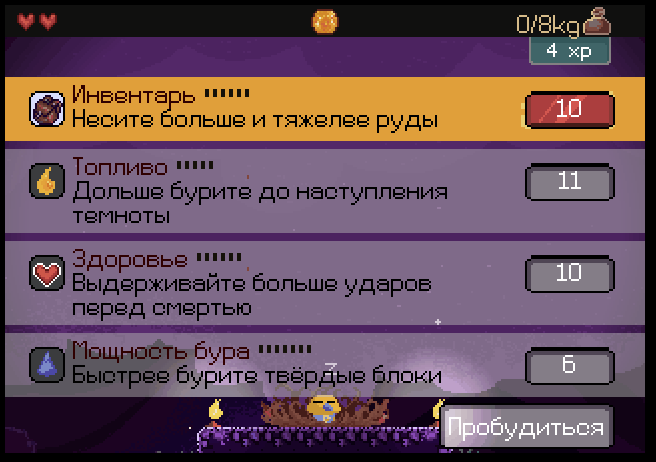 0/8kg
4 xp
Инвентарь
Несите больше и тяжелее руды
10
Топливо
Дольше бурите до наступления
темноты
11
Здоровье
Выдерживайте больше ударов
перед смертью
10
Мощность бура
Быстрее бурите твёрдые блоки
6
z
Пробудиться